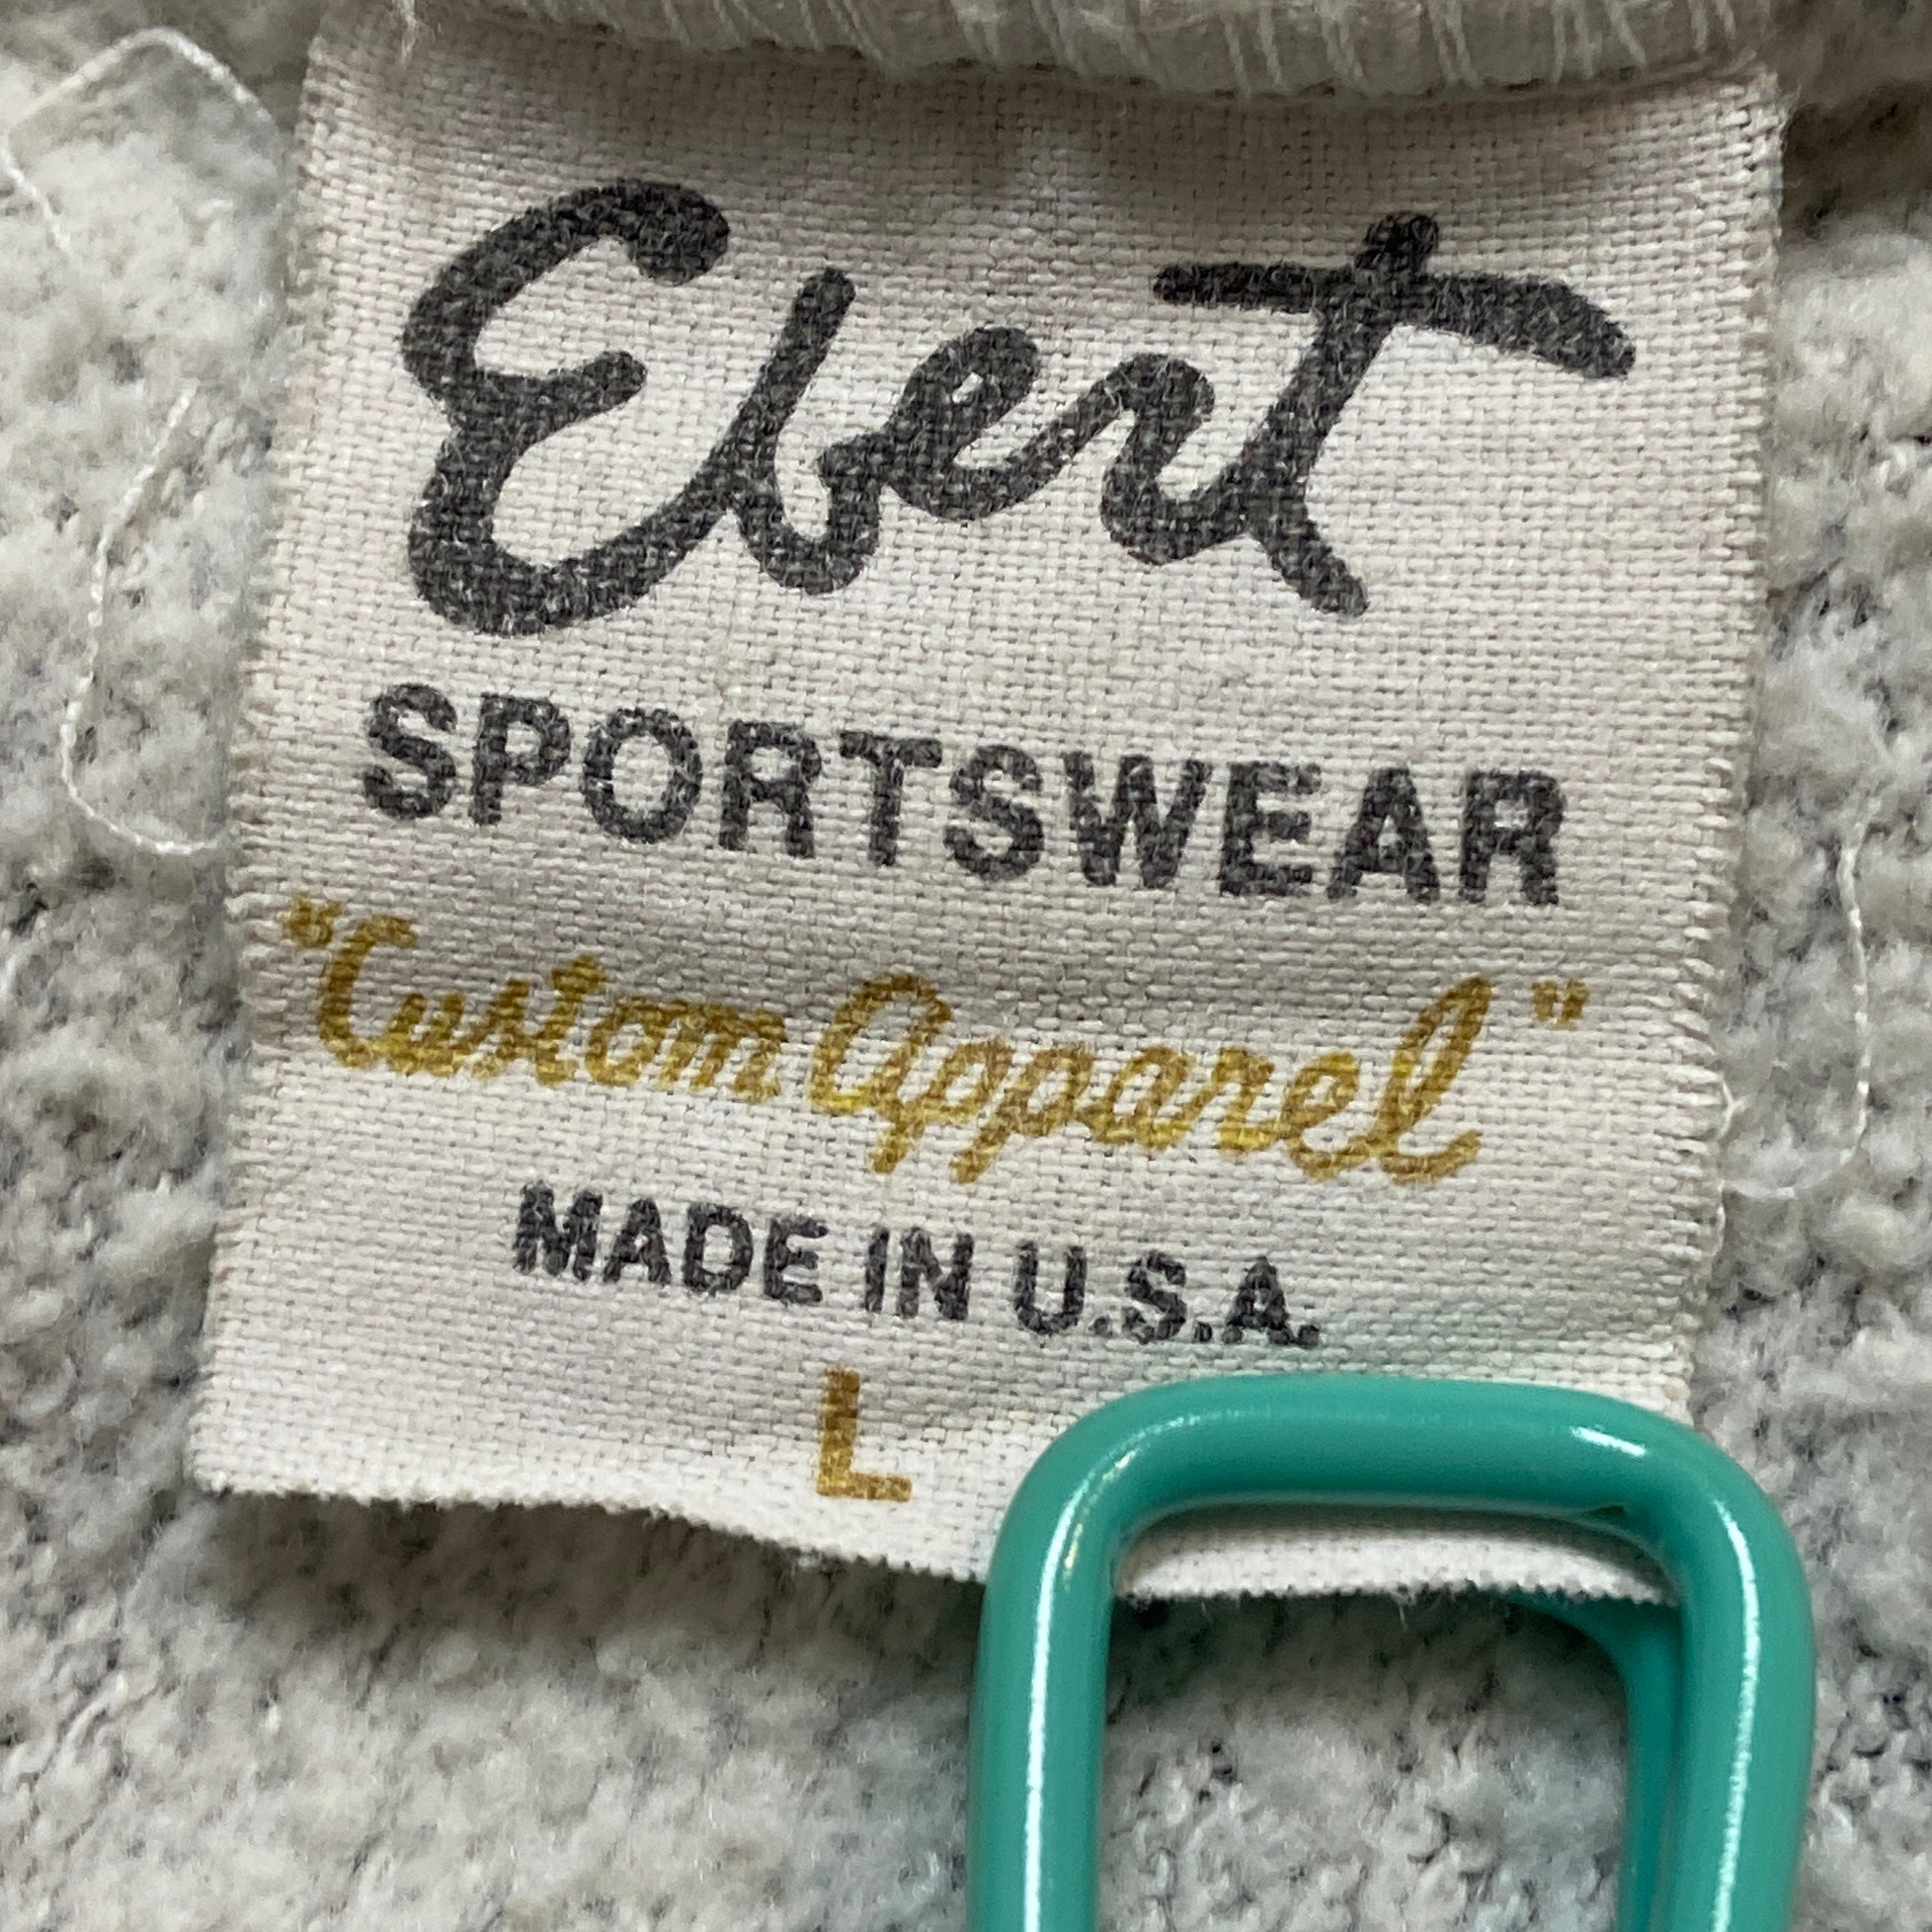 Ebert
SPORTSWEAR
"Custom Apparel"
MADE IN U.S.A.
L